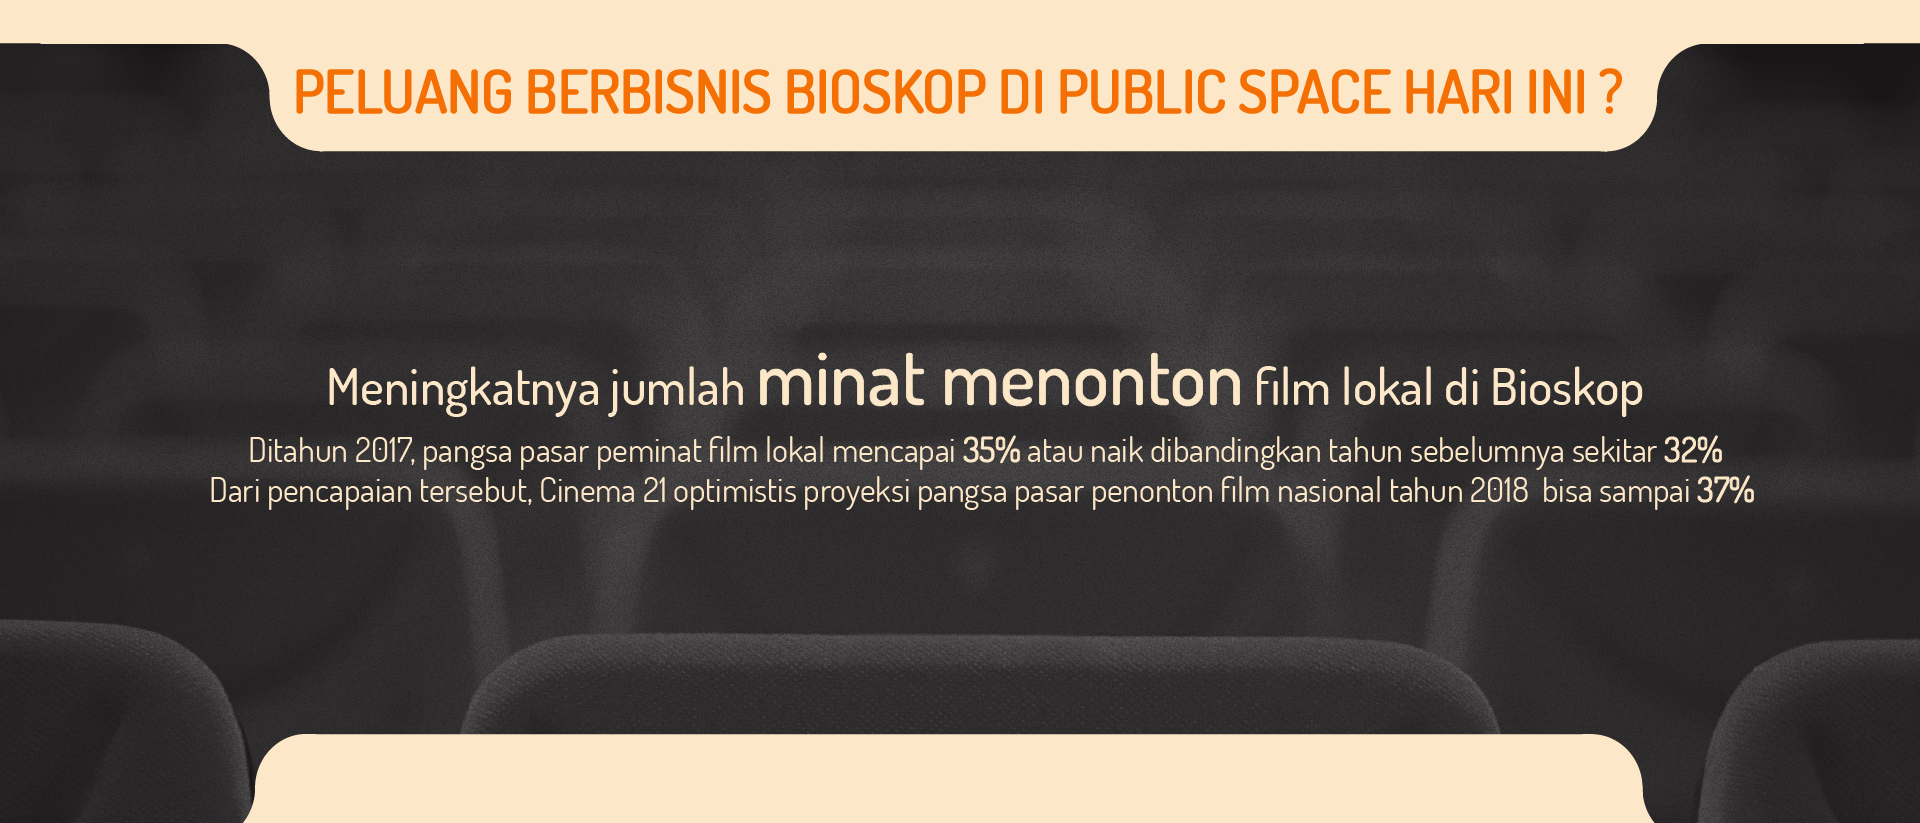 PELUANG BERBISNIS BIOSKOP DI PUBLIC SPACE HARI INI ?
Meningkatnya jumlah minat menonton film lokal di Bioskop
Ditahun 2017, pangsa pasar peminat film lokal mencapai 35% atau naik dibandingkan tahun sebelumnya sekitar 32%
Dari pencapaian tersebut, Cinema 21 optimistis proyeksi pangsa pasar penonton film nasional tahun 2018 bisa sampai 37%